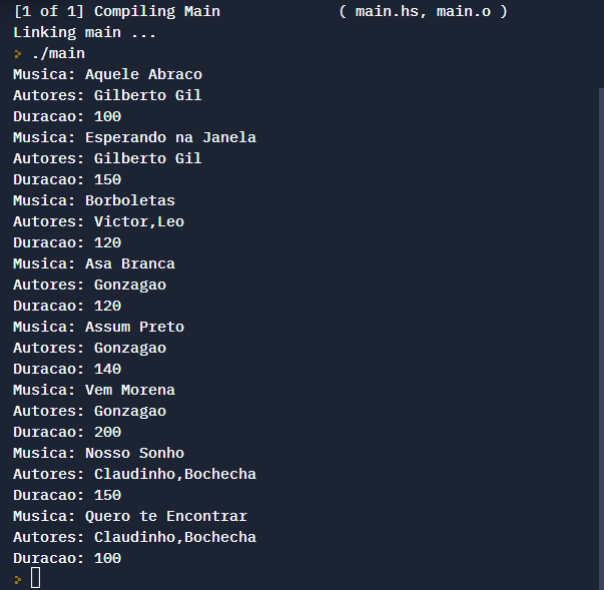 [1 of 1] Compiling Main ( main.hs, main.o )
Linking main ...
> ./main
Musica: Aquele Abraco
Autores: Gilberto Gil
Duracao: 100
Musica: Esperando na Janela
Autores: Gilberto Gil
Duracao: 150
Musica: Borboletas
Autores: Victor,Leo
Duracao: 120
Musica: Asa Branca
Autores: Gonzagao
Duracao: 120
Musica: Assum Preto
Autores: Gonzagao
Duracao: 140
Musica: Vem Morena
Autores: Gonzagao
Duracao: 200
Musica: Nosso Sonho
Autores: Claudinho,Bochecha
Duracao: 150
Musica: Quero te Encontrar
Autores: Claudinho,Bochecha
Duracao: 100
>